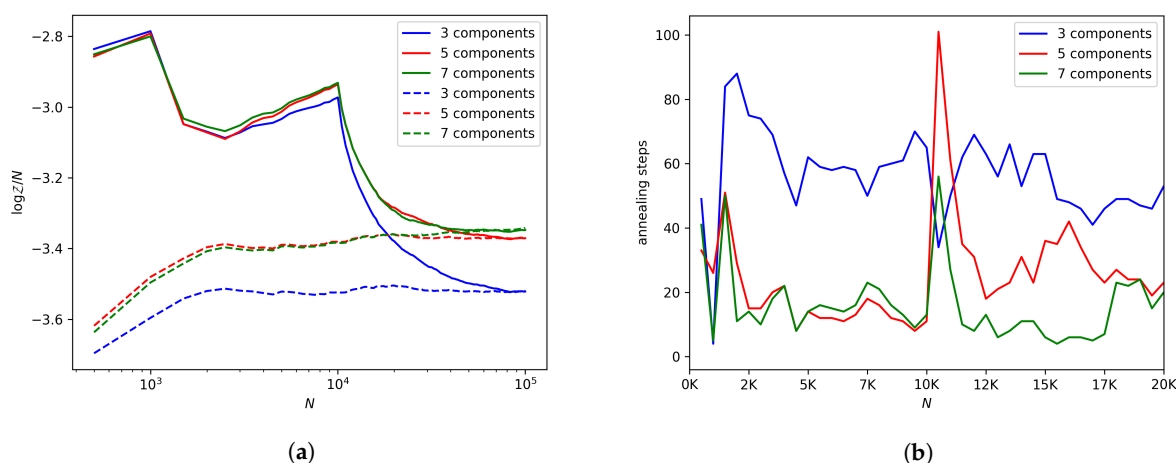 −2.8
−3.0
−3.2
−3.4
−3.6
log Z/N
10³
10⁴
10⁵
N
3 components
5 components
7 components
3 components
5 components
7 components
(a)
100
80
60
40
20
0
annealing steps
0K
2K
5K
7K
10K
12K
15K
17K
20K
N
3 components
5 components
7 components
(b)